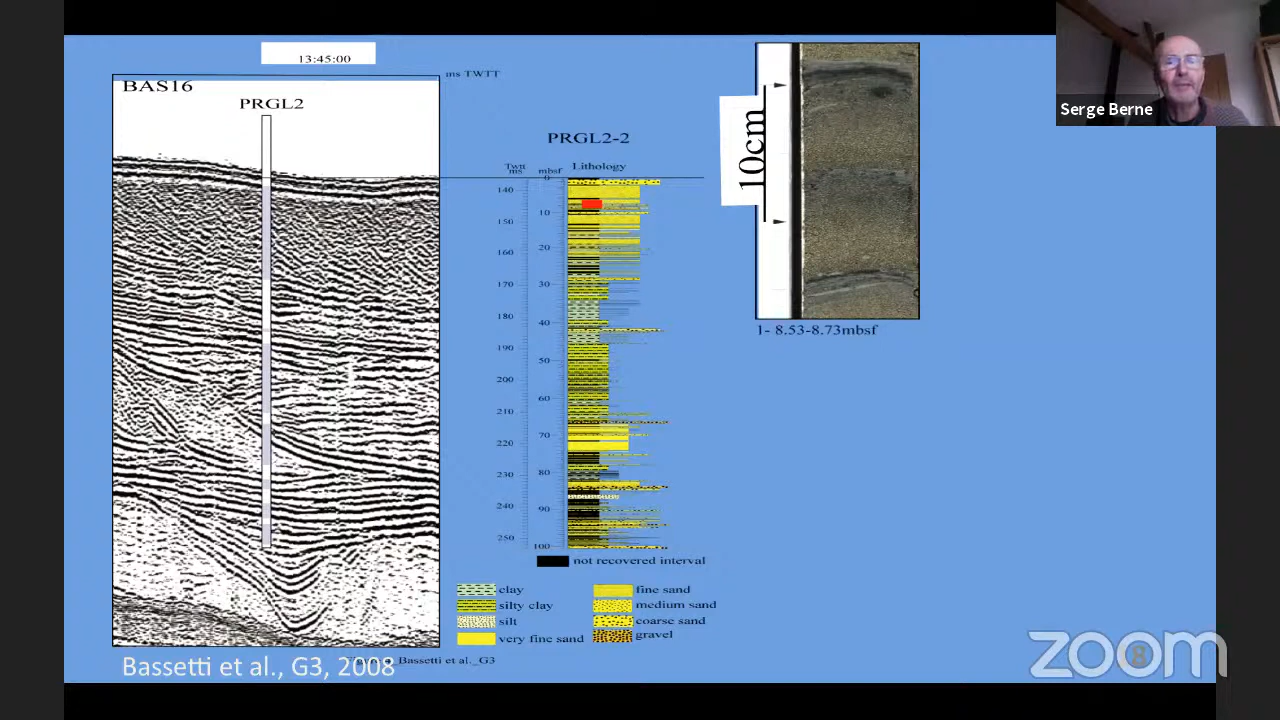 13:45:00
ms TWTT
BAS16
PRGL2
PRGL2-2
Twtt
ms
mbsf
Lithology
0
140
10
150
20
160
30
170
40
180
50
190
200
60
210
70
220
80
230
90
240
250
100
not recovered interval
clay
silty clay
silt
very fine sand
fine sand
medium sand
coarse sand
gravel
Bassetti et al._G3
Bassetti et al., G3, 2008
10cm
1- 8.53-8.73mbsf
Serge Berne
zoom
8